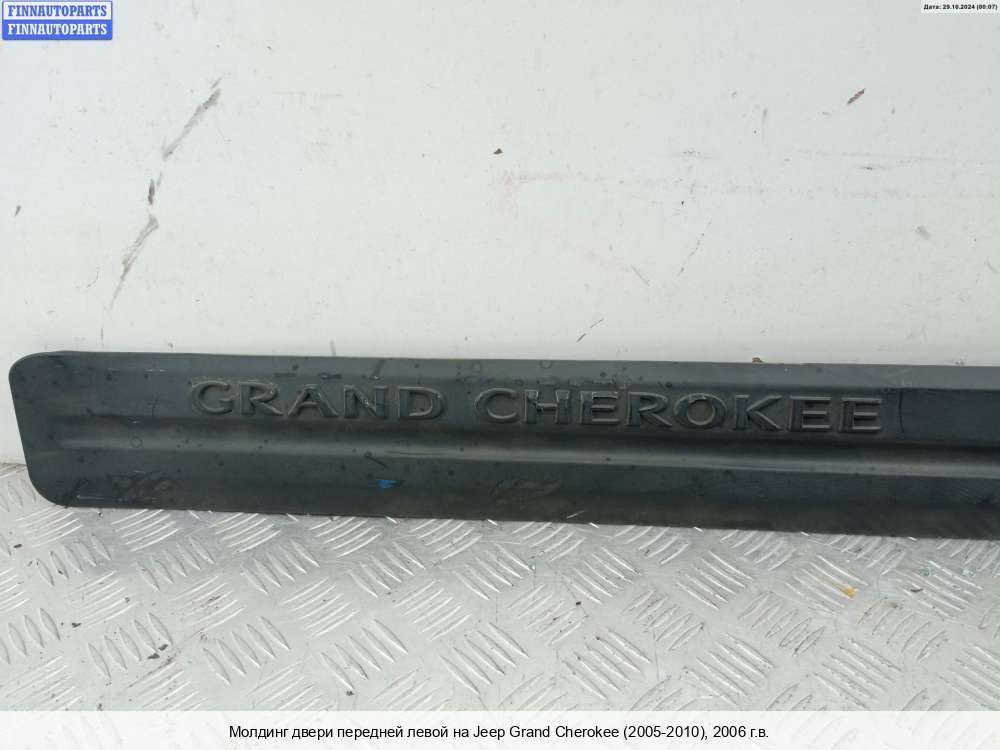 FINNAUTOPARTS
FINNAUTOPARTS
Дата: 29.10.2024 (00:07)
GRAND CHEROKEE
Молдинг двери передней левой на Jeep Grand Cherokee (2005-2010), 2006 г.в.